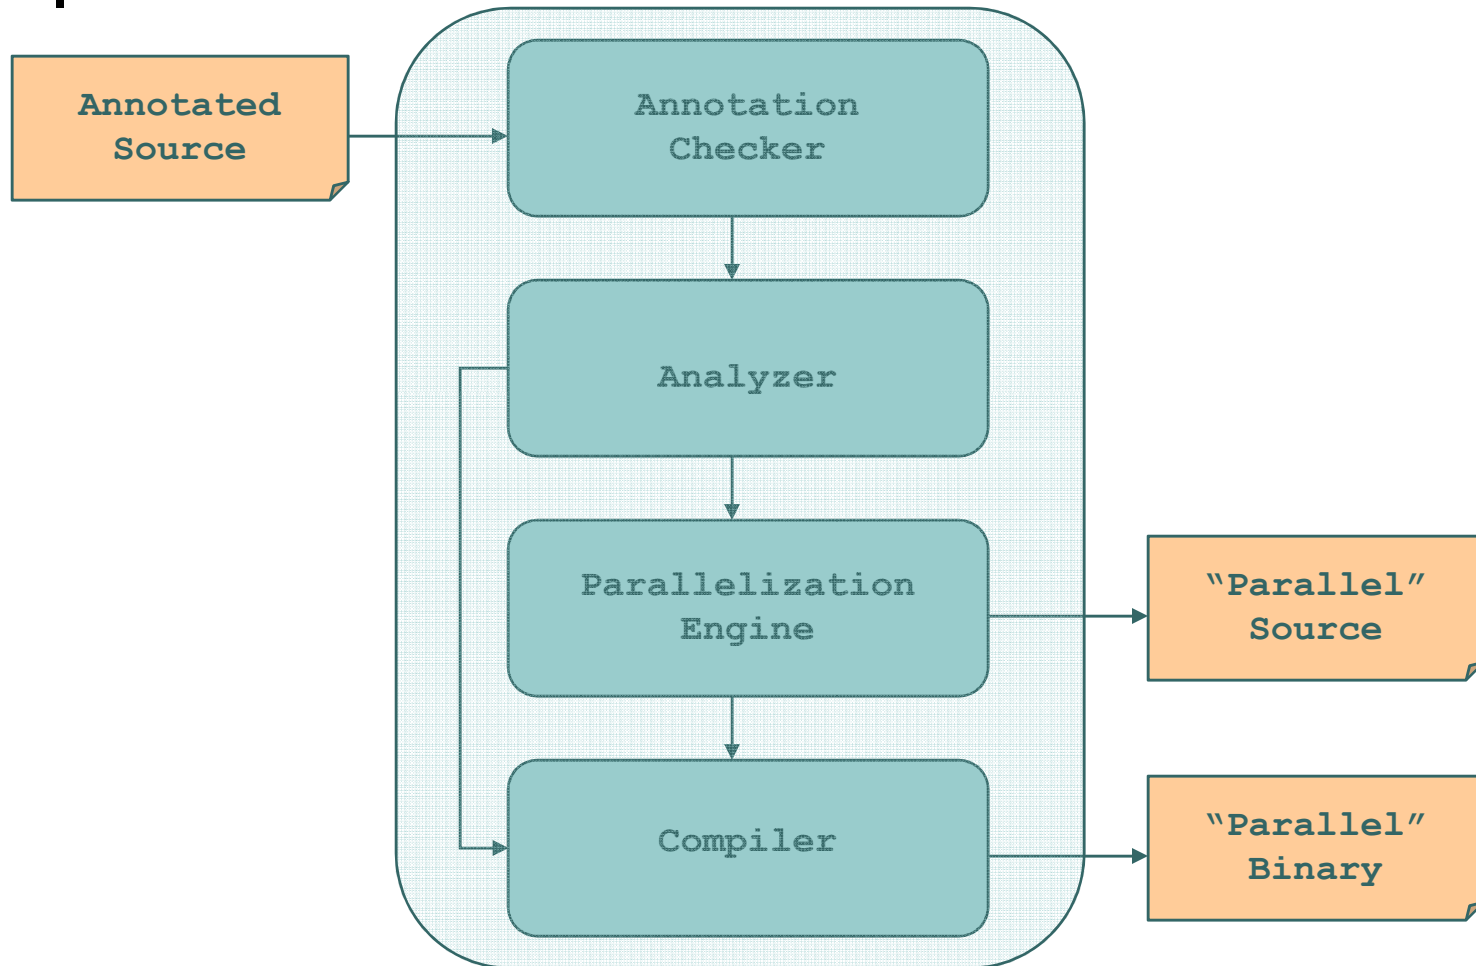 Annotated
Source
Annotation
Checker
Analyzer
Parallelization
Engine
“Parallel”
Source
Compiler
“Parallel”
Binary